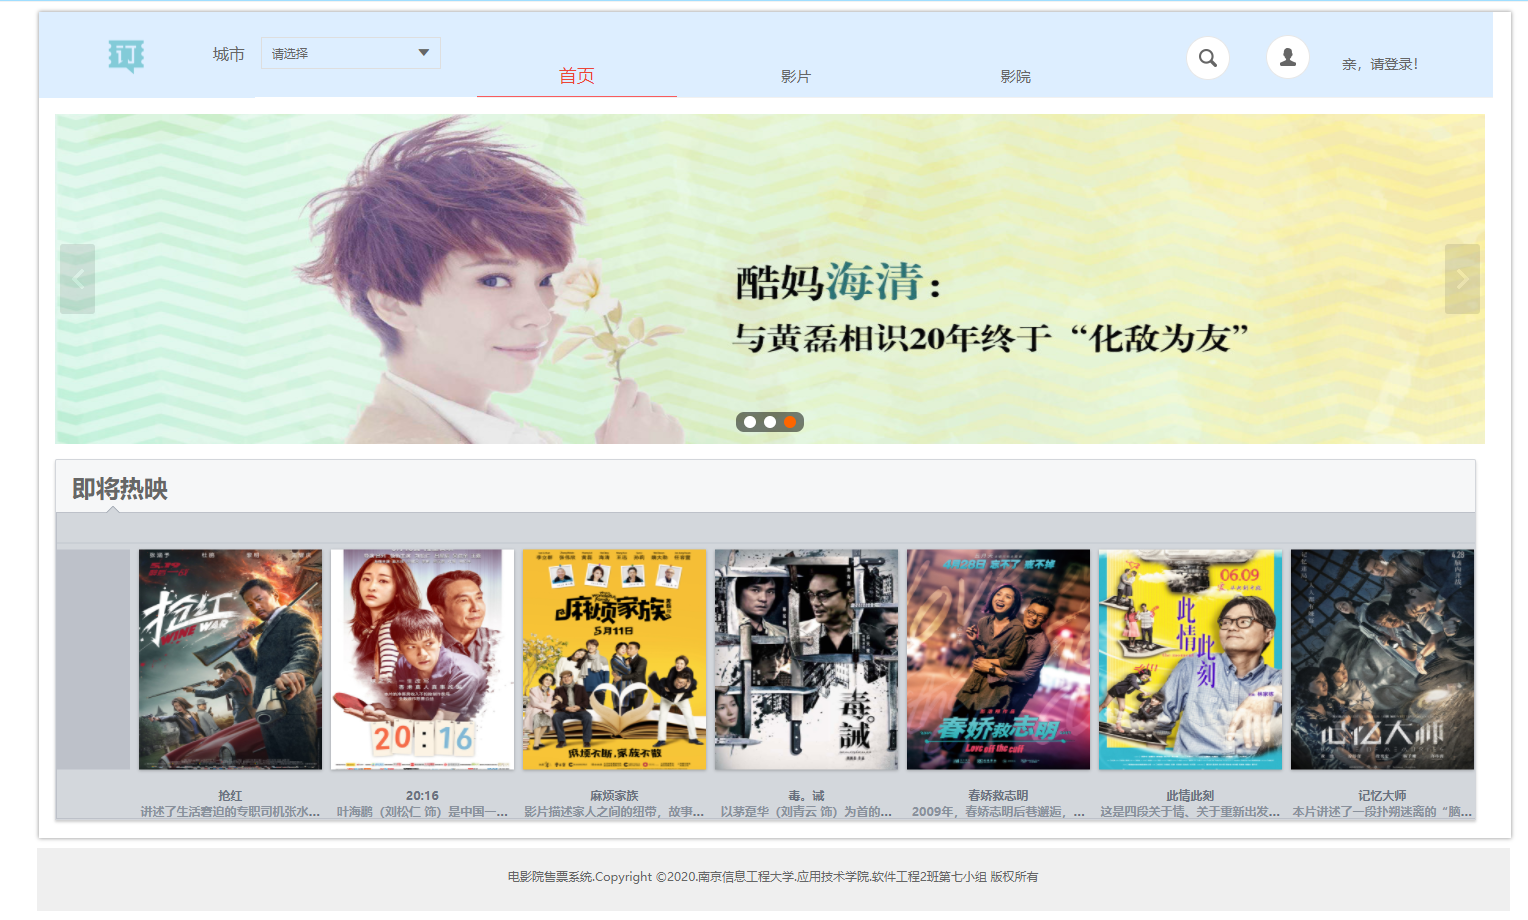 订
城市
请选择
首页
影片
影院
亲，请登录！
酷妈海清：
与黄磊相识20年终于“化敌为友”
即将热映
5.19
抢红
WINE WAR
20:16
麻烦家族
5月11日
麻烦不断，家族不散
毒。誡
4月28日 忘不了 戒不掉
春娇救志明
Love off the cuff
06.09
此情此刻
4.28
记忆大师
抢红
讲述了生活窘迫的专职司机张水...
20:16
叶海鹏（刘松仁 饰）是中国一...
麻烦家族
影片描述家人之间的纽带，故事...
毒。诫
以茅趸华（刘青云 饰）为首的...
春娇救志明
2009年，春娇志明后巷邂逅，...
此情此刻
这是四段关于情、关于重新出发...
记忆大师
本片讲述了一段扑朔迷离的“脑...
电影院售票系统.Copyright ©2020.南京信息工程大学.应用技术学院.软件工程2班第七小组 版权所有